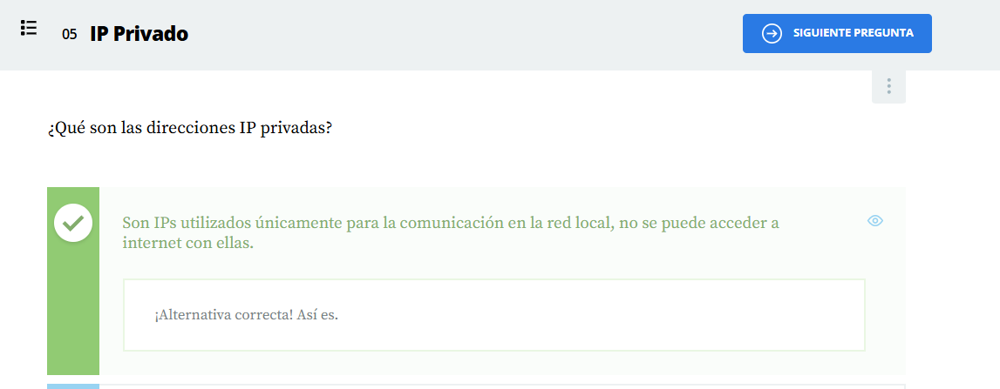 05 IP Privado
SIGUIENTE PREGUNTA
¿Qué son las direcciones IP privadas?
Son IPs utilizados únicamente para la comunicación en la red local, no se puede acceder a
internet con ellas.
¡Alternativa correcta! Así es.